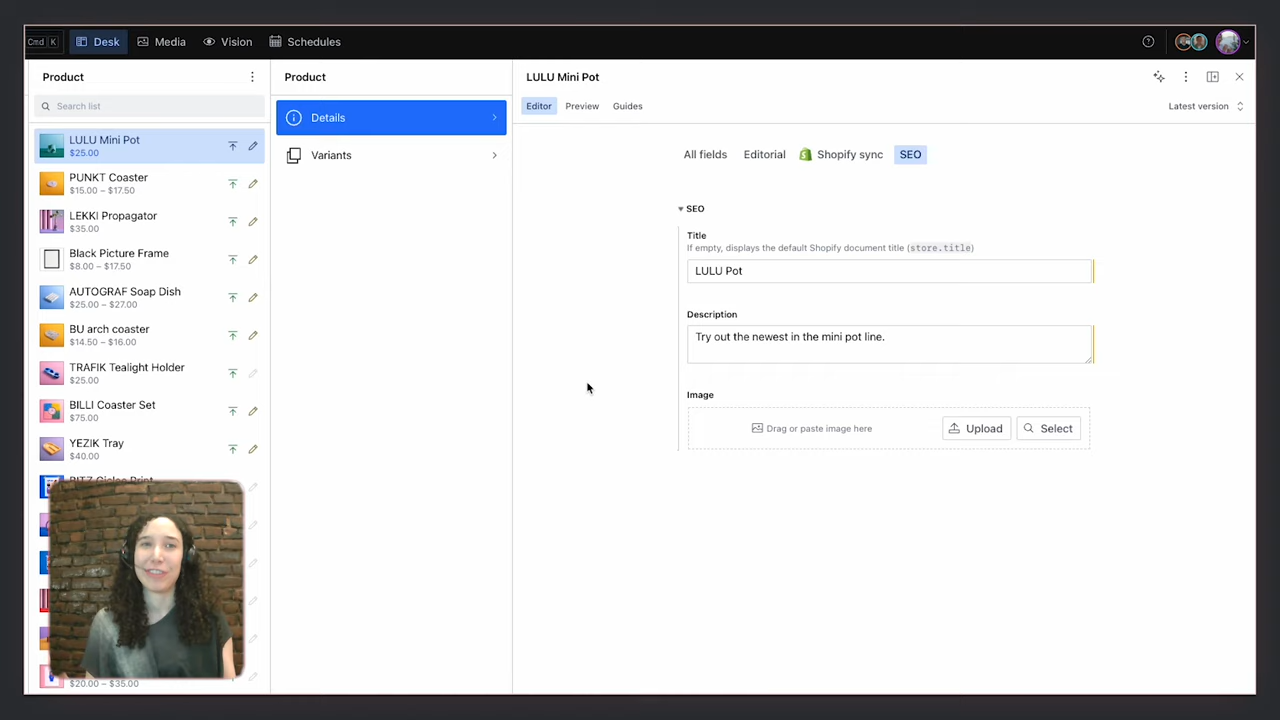 Cmd K
Desk
Media
Vision
Schedules
Product
Search list
LULU Mini Pot
$25.00
PUNKT Coaster
$15.00 – $17.50
LEKKI Propagator
$35.00
Black Picture Frame
$8.00 – $17.50
AUTOGRAF Soap Dish
$25.00 – $27.00
BU arch coaster
$14.50 – $16.00
TRAFIK Tealight Holder
$25.00
BILLI Coaster Set
$75.00
YEZIK Tray
$40.00
$20.00 – $35.00
Product
Details
Variants
LULU Mini Pot
Editor
Preview
Guides
Latest version
All fields
Editorial
Shopify sync
SEO
SEO
Title
If empty, displays the default Shopify document title (store.title)
LULU Pot
Description
Try out the newest in the mini pot line.
Image
Drag or paste image here
Upload
Select